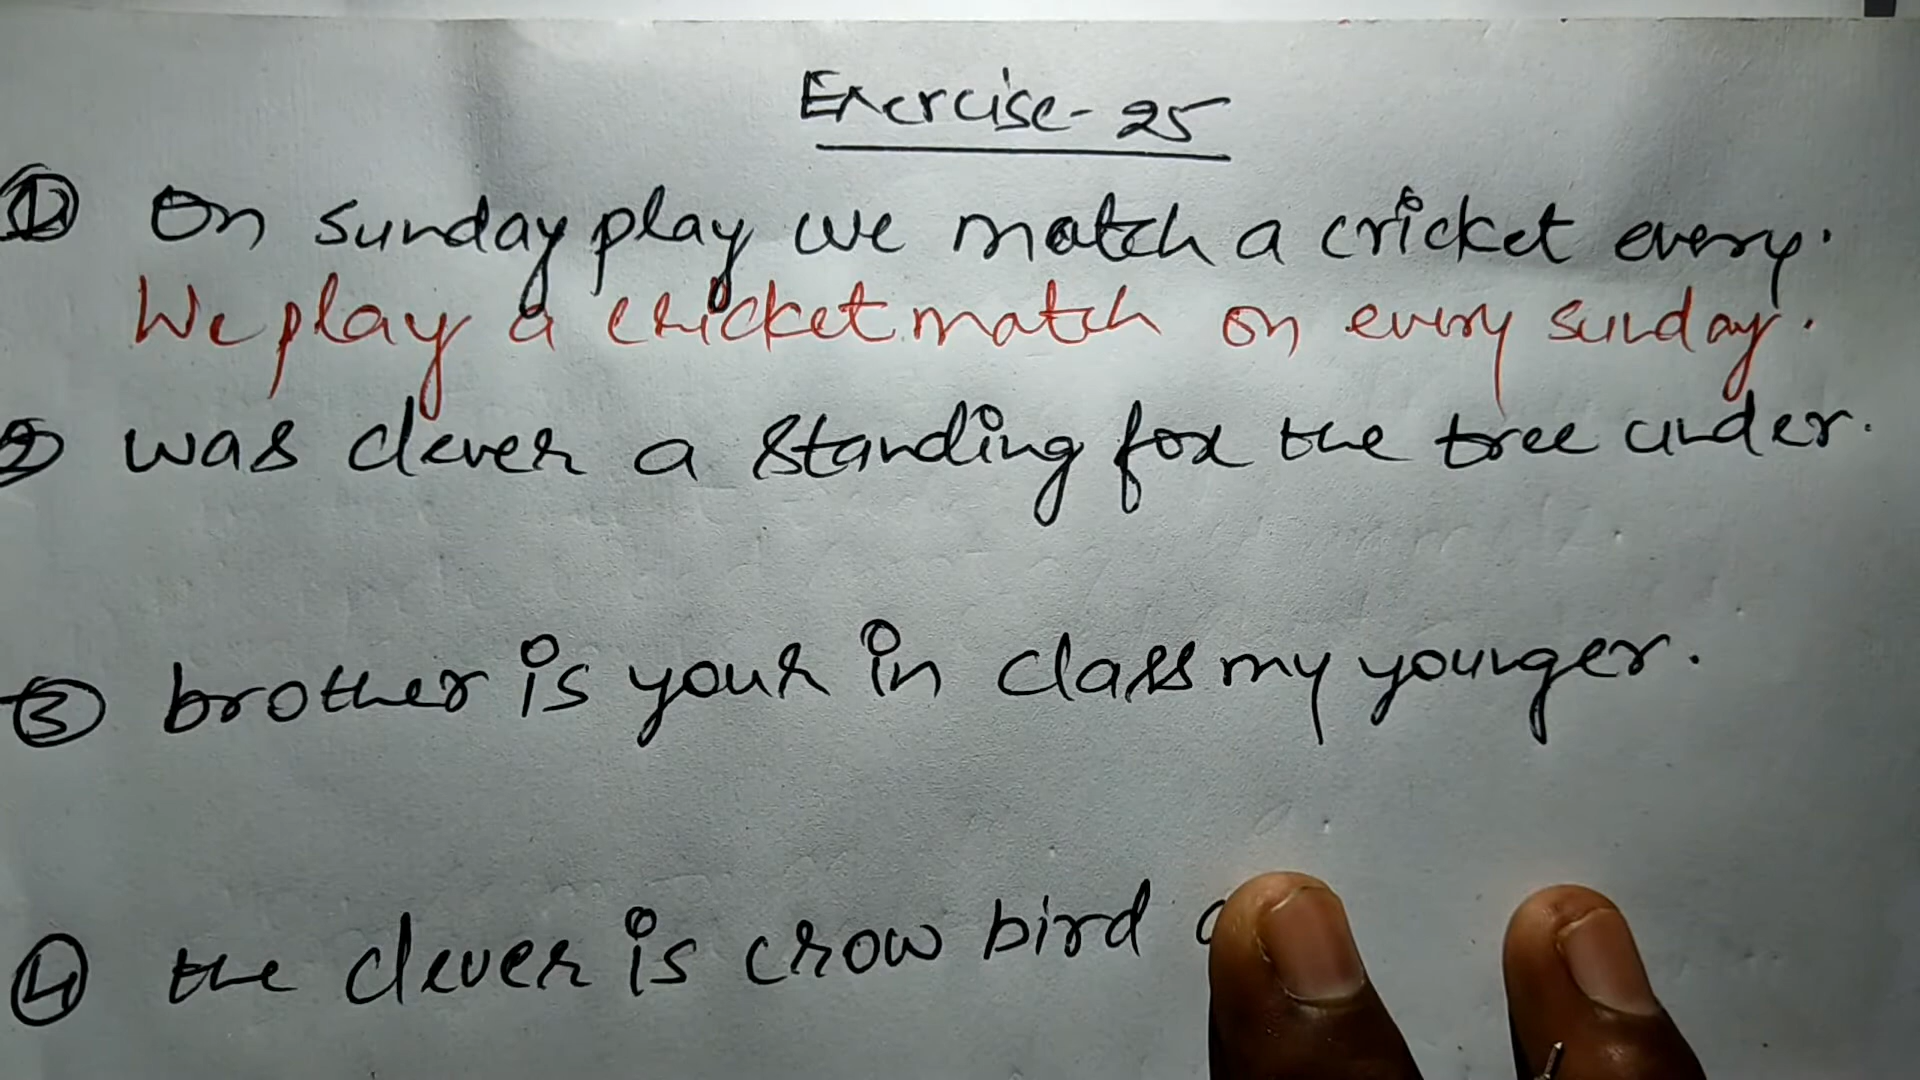 Exercise-25
① On sunday play we match a cricket every.
We play a cricket match on every sunday.
② was clever a standing fox the tree under.
③ brother is your in class my younger.
④ the clever is crow bird